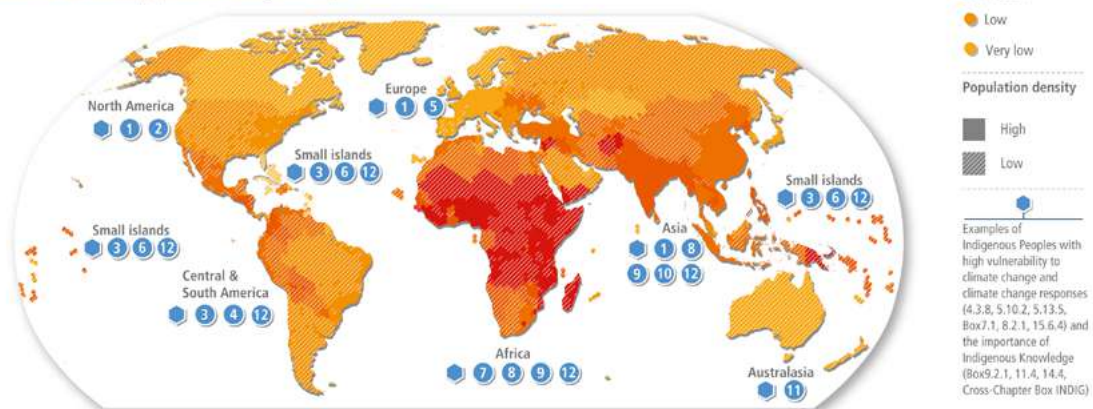 North America
1 2
Europe
1 5
Small islands
3 6 12
Small islands
3 6 12
Small islands
3 6 12
Central &
South America
3 4 12
Asia
1 8
9 10 12
Africa
7 8 9 12
Australasia
11
Low
Very low
Population density
High
Low
Examples of
Indigenous Peoples with
high vulnerability to
climate change and
climate change responses
(4.3.8, 5.10.2, 5.13.5,
Box7.1, 8.2.1, 15.6.4) and
the importance of
Indigenous Knowledge
(Box9.2.1, 11.4, 14.4,
Cross-Chapter Box INDIG)